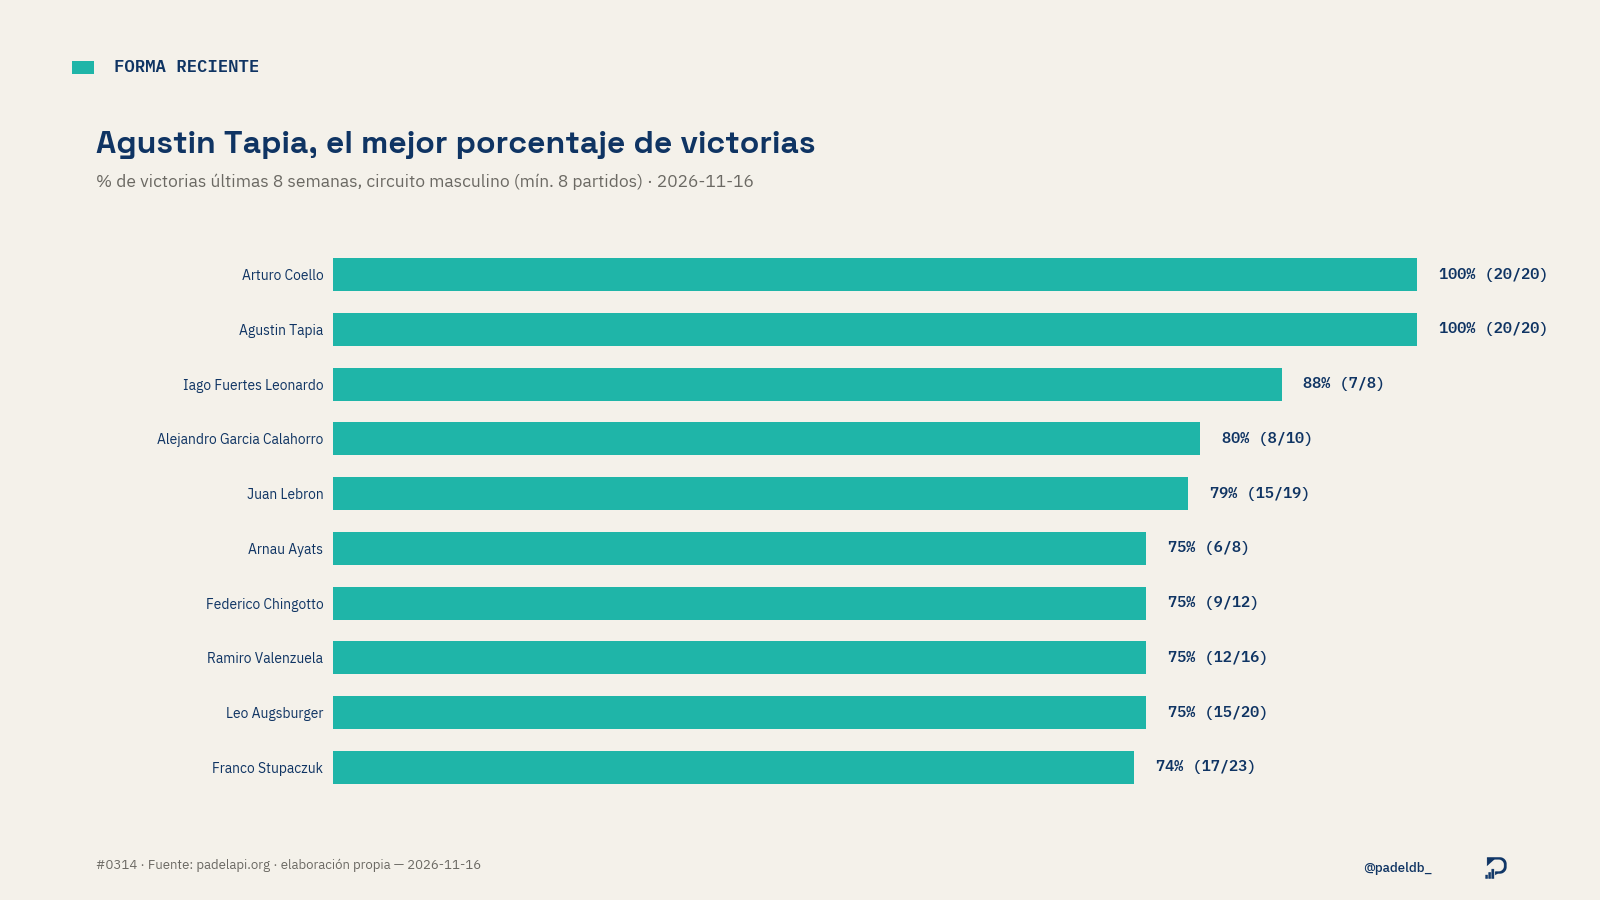 FORMA RECIENTE
Agustin Tapia, el mejor porcentaje de victorias
% de victorias últimas 8 semanas, circuito masculino (mín. 8 partidos) · 2026-11-16
Arturo Coello 100% (20/20)
Agustin Tapia 100% (20/20)
Iago Fuertes Leonardo 88% (7/8)
Alejandro Garcia Calahorro 80% (8/10)
Juan Lebron 79% (15/19)
Arnau Ayats 75% (6/8)
Federico Chingotto 75% (9/12)
Ramiro Valenzuela 75% (12/16)
Leo Augsburger 75% (15/20)
Franco Stupaczuk 74% (17/23)
#0314 · Fuente: padelapi.org · elaboración propia — 2026-11-16
@padeldb_